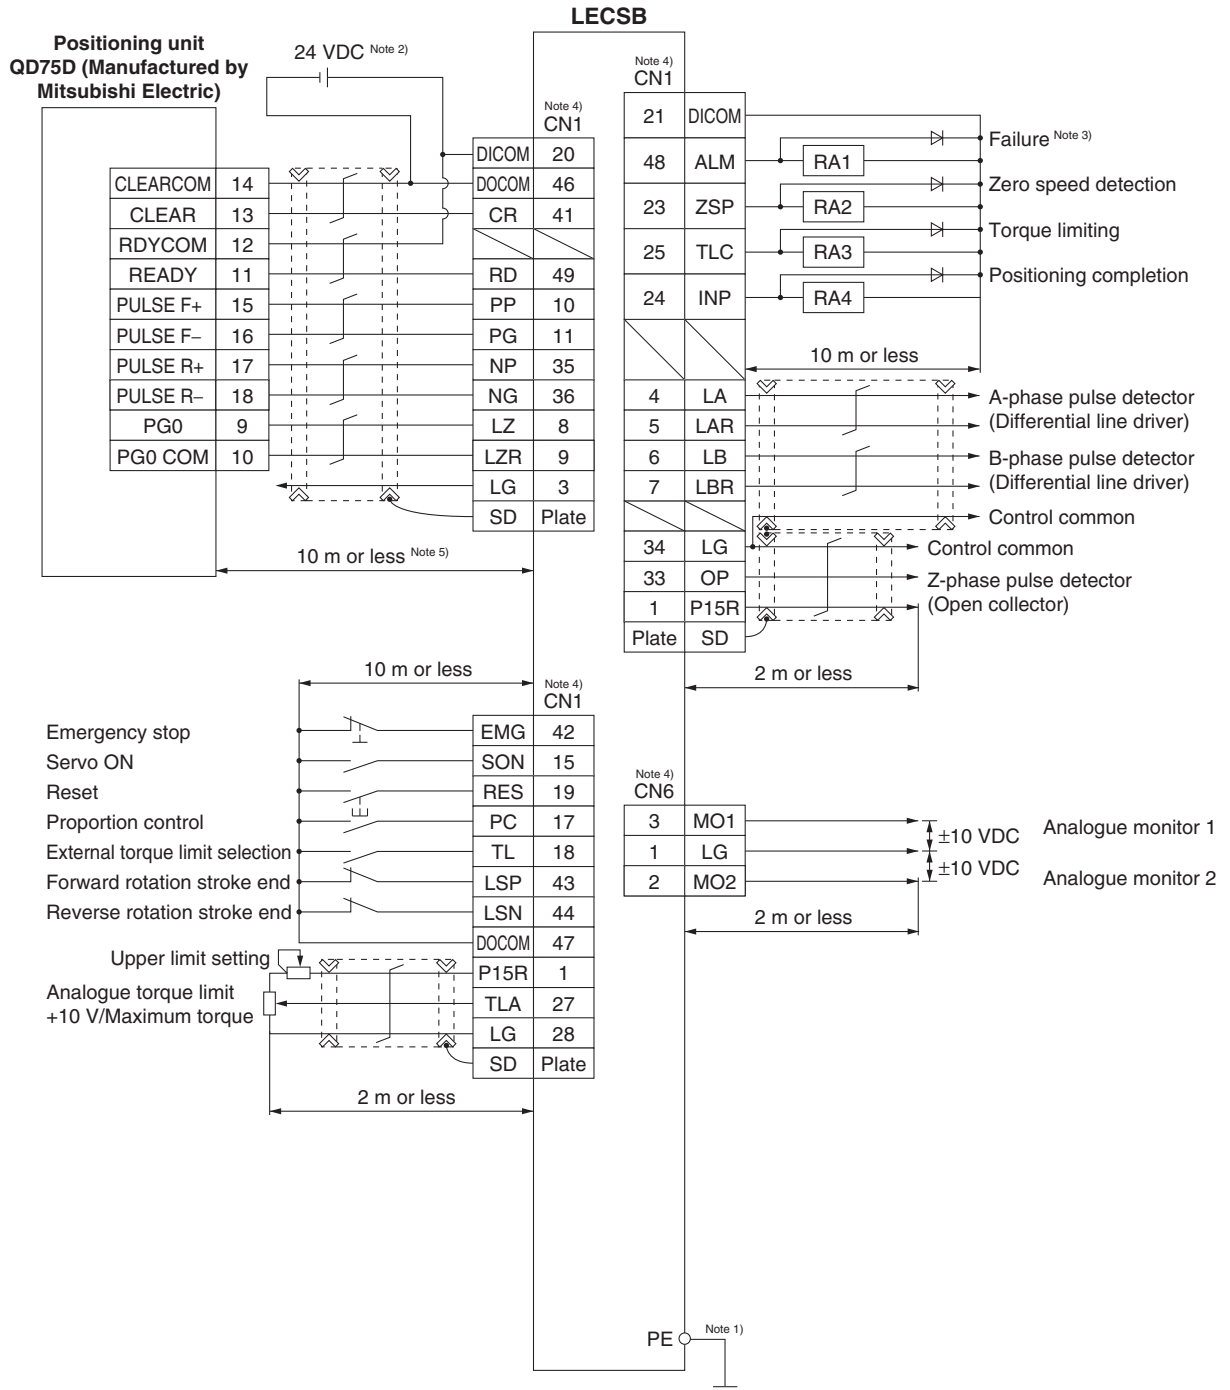 LECSB
Positioning unit
QD75D (Manufactured by
Mitsubishi Electric)
24 VDC Note 2)
Note 4)
CN1
DICOM 20
CLEARCOM 14 DOCOM 46
CLEAR 13 CR 41
RDYCOM 12
READY 11 RD 49
PULSE F+ 15 PP 10
PULSE F− 16 PG 11
PULSE R+ 17 NP 35
PULSE R− 18 NG 36
PG0 9 LZ 8
PG0 COM 10 LZR 9
LG 3
SD Plate
10 m or less Note 5)
Note 4)
CN1
21 DICOM
Failure Note 3)
48 ALM RA1
Zero speed detection
23 ZSP RA2
Torque limiting
25 TLC RA3
Positioning completion
24 INP RA4
10 m or less
4 LA A-phase pulse detector
5 LAR (Differential line driver)
6 LB B-phase pulse detector
7 LBR (Differential line driver)
Control common
34 LG Control common
33 OP Z-phase pulse detector
1 P15R (Open collector)
Plate SD
2 m or less
10 m or less
Note 4)
CN1
Emergency stop EMG 42
Servo ON SON 15
Reset RES 19
Proportion control PC 17
External torque limit selection TL 18
Forward rotation stroke end LSP 43
Reverse rotation stroke end LSN 44
DOCOM 47
Upper limit setting P15R 1
Analogue torque limit
+10 V/Maximum torque
TLA 27
LG 28
SD Plate
2 m or less
Note 4)
CN6
3 MO1
±10 VDC Analogue monitor 1
1 LG
±10 VDC Analogue monitor 2
2 MO2
2 m or less
PE Note 1)